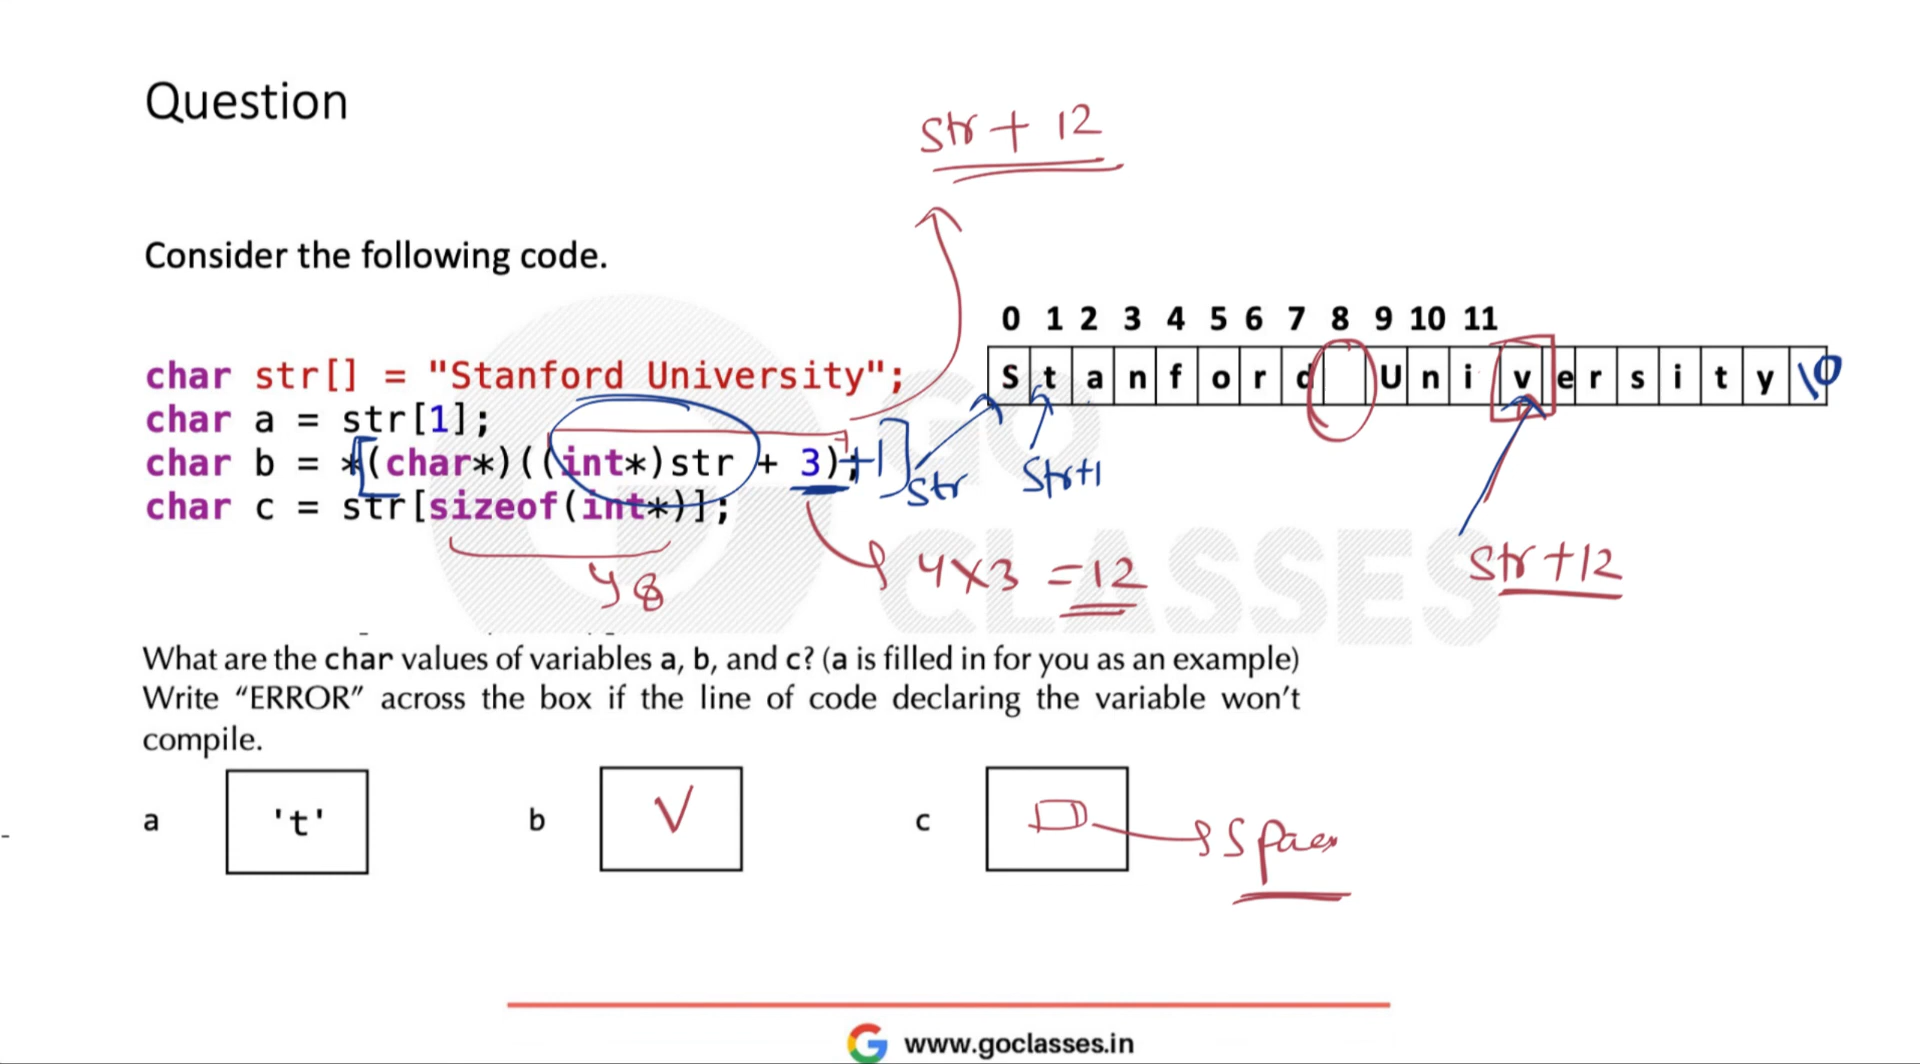 Question
str + 12
Consider the following code.
0 1 2 3 4 5 6 7 8 9 10 11
S t a n f o r d U n i v e r s i t y \0
char str[] = "Stanford University";
char a = str[1];
char b = *(char*)((int*)str + 3); +1]
char c = str[sizeof(int*)];
str
str+1
str+12
8
4x3 = 12
GO CLASSES
What are the char values of variables a, b, and c? (a is filled in for you as an example)
Write “ERROR” across the box if the line of code declaring the variable won’t
compile.
a 't' b V c
Space
www.goclasses.in